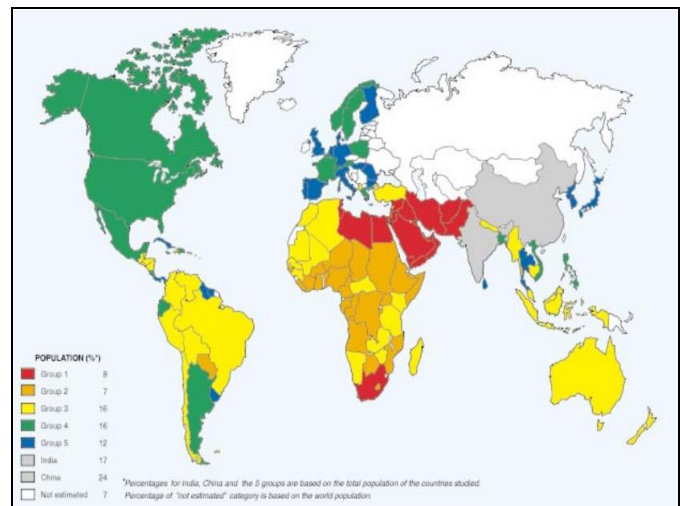 POPULATION (%*)
Group 1 8
Group 2 7
Group 3 16
Group 4 16
Group 5 12
India 17
China 24
Not estimated 7
*Percentages for India, China and the 5 groups are based on the total population of the countries studied.
Percentage of "not estimated" category is based on the world population.